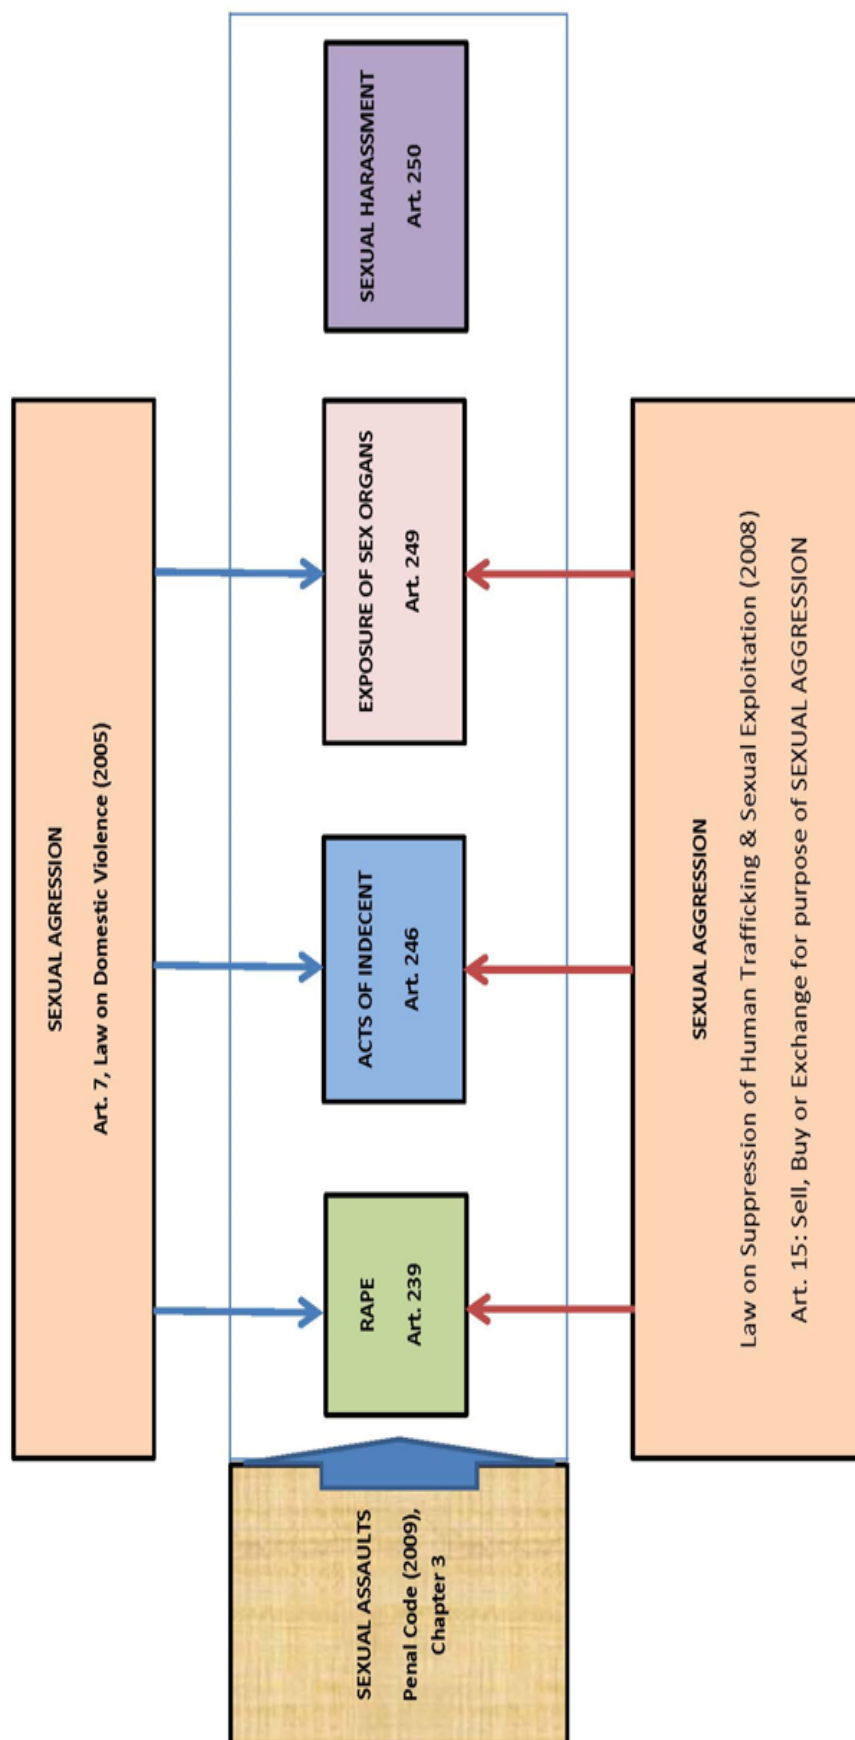 SEXUAL AGRESSION
Art. 7, Law on Domestic Violence (2005)
SEXUAL ASSAULTS
Penal Code (2009),
Chapter 3
RAPE
Art. 239
ACTS OF INDECENT
Art. 246
EXPOSURE OF SEX ORGANS
Art. 249
SEXUAL HARASSMENT
Art. 250
SEXUAL AGGRESSION
Law on Suppression of Human Trafficking & Sexual Exploitation (2008)
Art. 15: Sell, Buy or Exchange for purpose of SEXUAL AGGRESSION